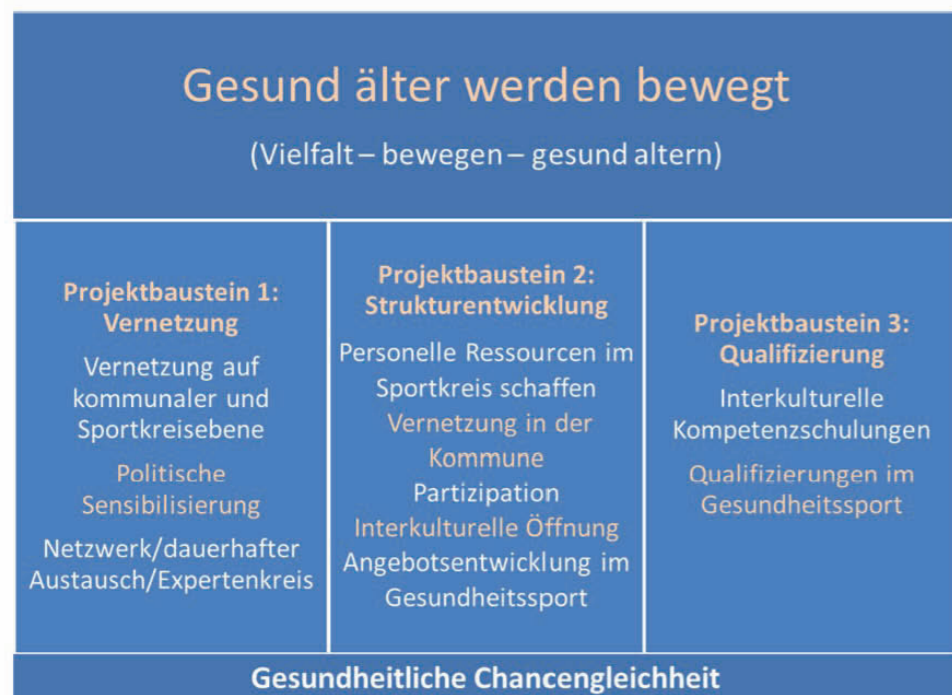 Gesund älter werden bewegt
(Vielfalt – bewegen – gesund altern)
Projektbaustein 1:
Vernetzung
Vernetzung auf
kommunaler und
Sportkreisebene
Politische
Sensibilisierung
Netzwerk/dauerhafter
Austausch/Expertenkreis
Projektbaustein 2:
Strukturentwicklung
Personelle Ressourcen im
Sportkreis schaffen
Vernetzung in der
Kommune
Partizipation
Interkulturelle Öffnung
Angebotsentwicklung im
Gesundheitssport
Projektbaustein 3:
Qualifizierung
Interkulturelle
Kompetenzschulungen
Qualifizierungen im
Gesundheitssport
Gesundheitliche Chancengleichheit